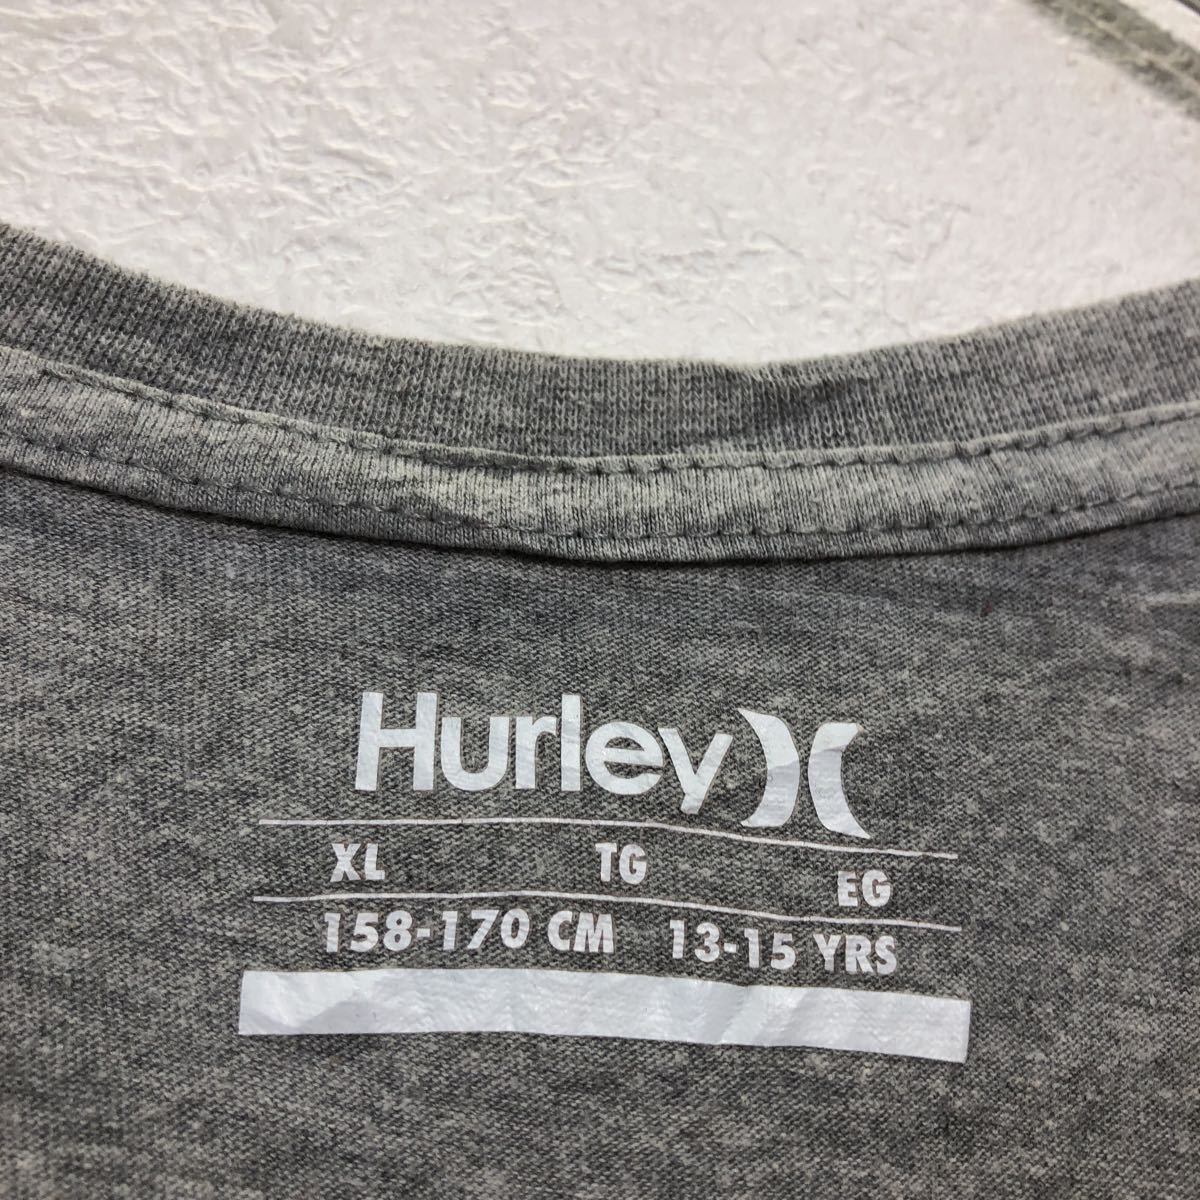 Hurley
XL TG EG
158-170 CM 13-15 YRS